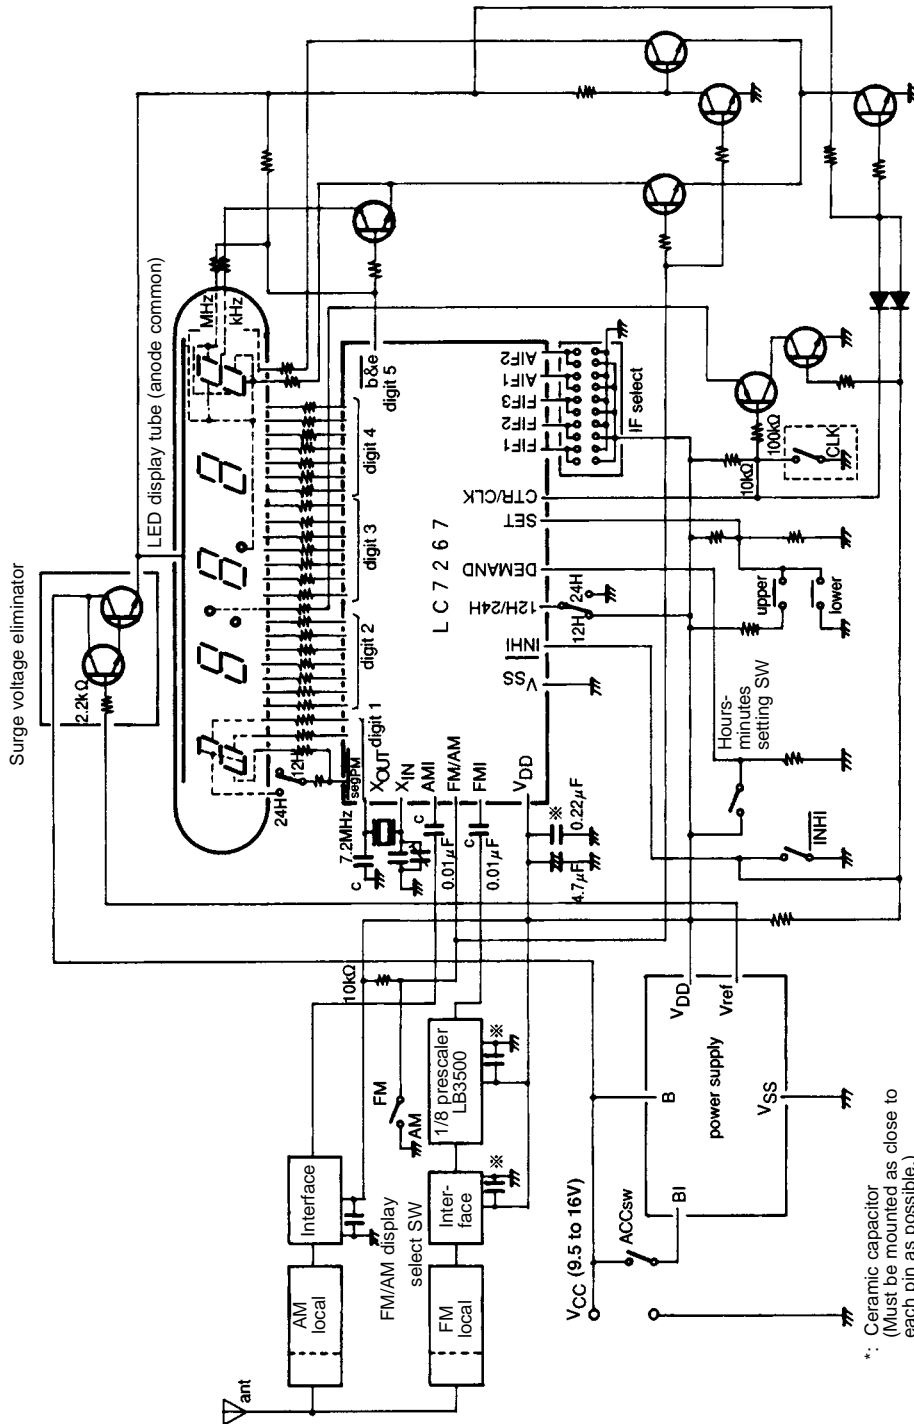 Surge voltage eliminator
2.2kΩ
LED display tube (anode common)
MHz
kHz
24H
12H
segPM
digit 1
digit 2
digit 3
digit 4
b&e
digit 5
LC7267
7.2MHz
C
XOUT
XIN
AMI
FM/AM
FMI
VDD
C
0.01μF
C
0.01μF
※
0.22μF
4.7μF
VSS
INHI
12H/24H
DEMAND
SET
CTR/CLK
FIF1
FIF2
FIF3
AIF1
AIF2
IF select
12H
24H
10kΩ
100kΩ
CLK
upper
lower
Hours-
minutes
setting SW
INHi
10kΩ
FM
AM
FM/AM display
select SW
1/8 prescaler
LB3500
※
Inter-
face
※
Interface
AM
local
FM
local
ant
VCC (9.5 to 16V)
ACCsw
B
BI
power supply
VDD
Vref
VSS
*: Ceramic capacitor
(Must be mounted as close to
each pin as possible.)